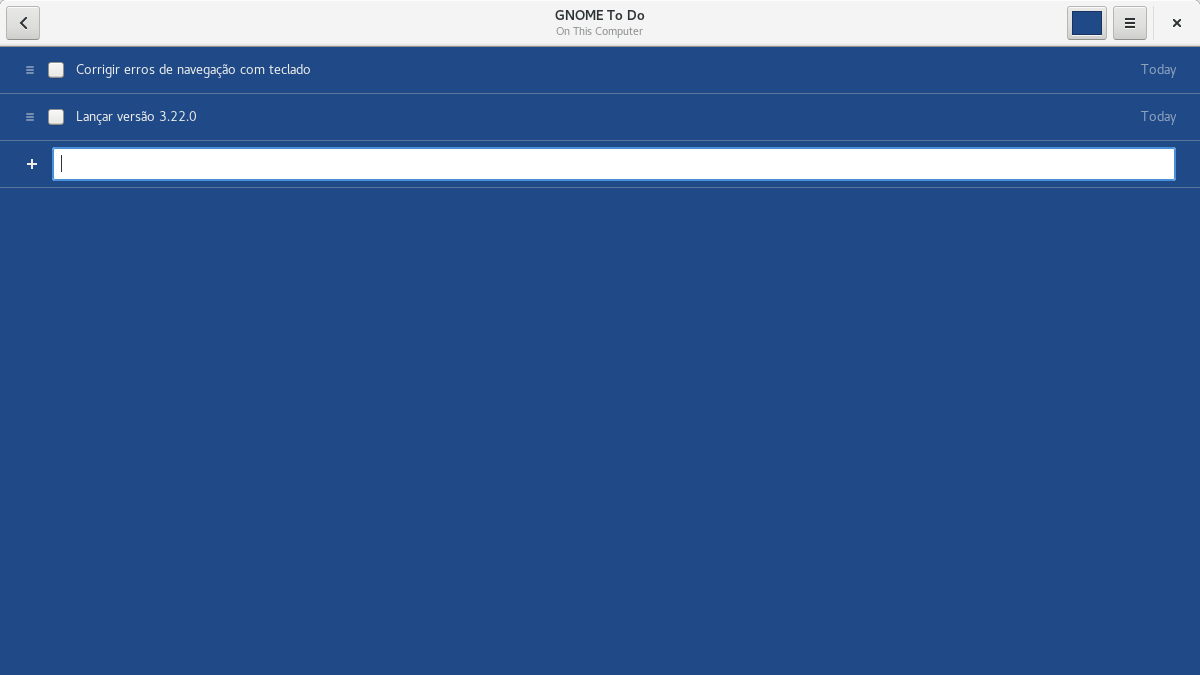 GNOME To Do
On This Computer
Corrigir erros de navegação com teclado
Today
Lançar versão 3.22.0
Today